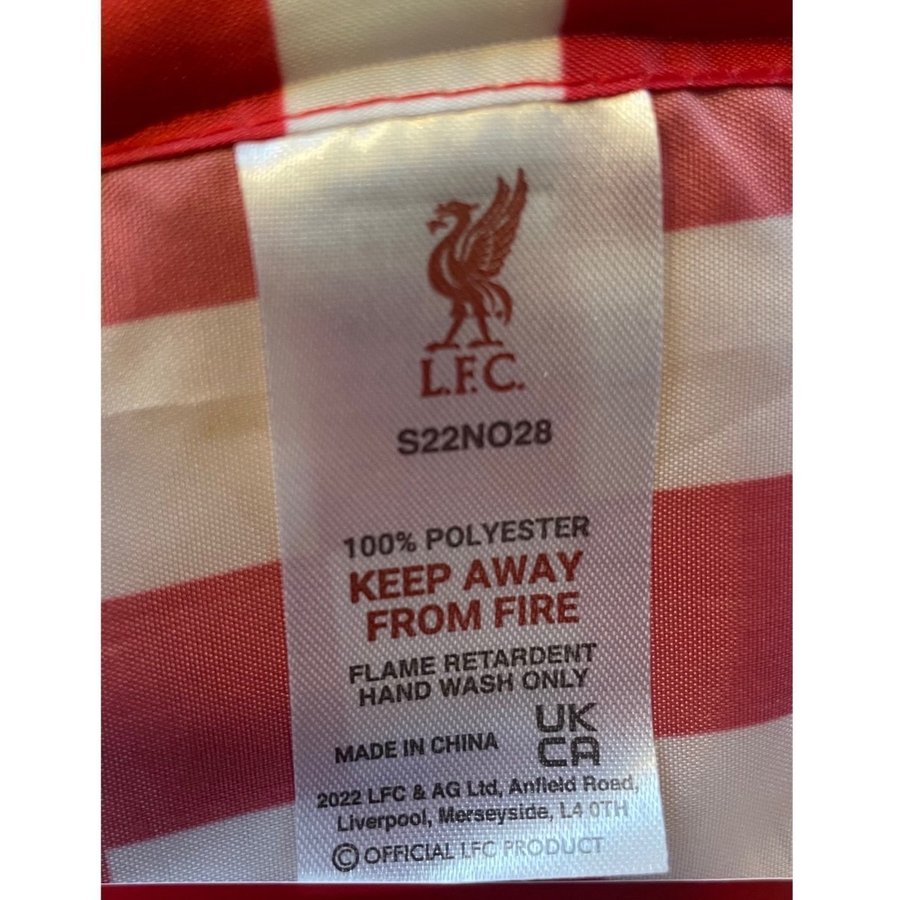 L.F.C.
S22NO28
100% POLYESTER
KEEP AWAY
FROM FIRE
FLAME RETARDENT
HAND WASH ONLY
UK
CA
MADE IN CHINA
2022 LFC & AG Ltd, Anfield Road,
Liverpool, Merseyside, L4 0TH
© OFFICIAL LFC PRODUCT